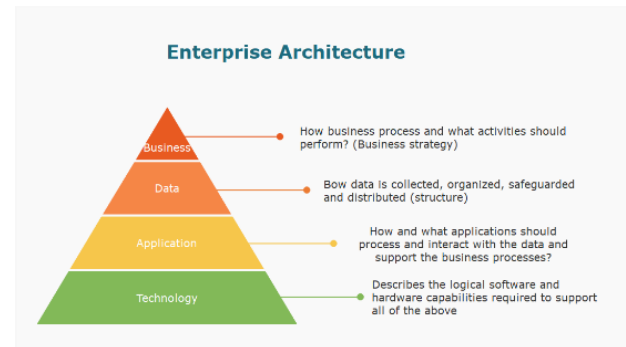 Enterprise Architecture
Business
How business process and what activities should
perform? (Business strategy)
Data
Bow data is collected, organized, safeguarded
and distributed (structure)
Application
How and what applications should
process and interact with the data and
support the business processes?
Technology
Describes the logical software and
hardware capabilities required to support
all of the above